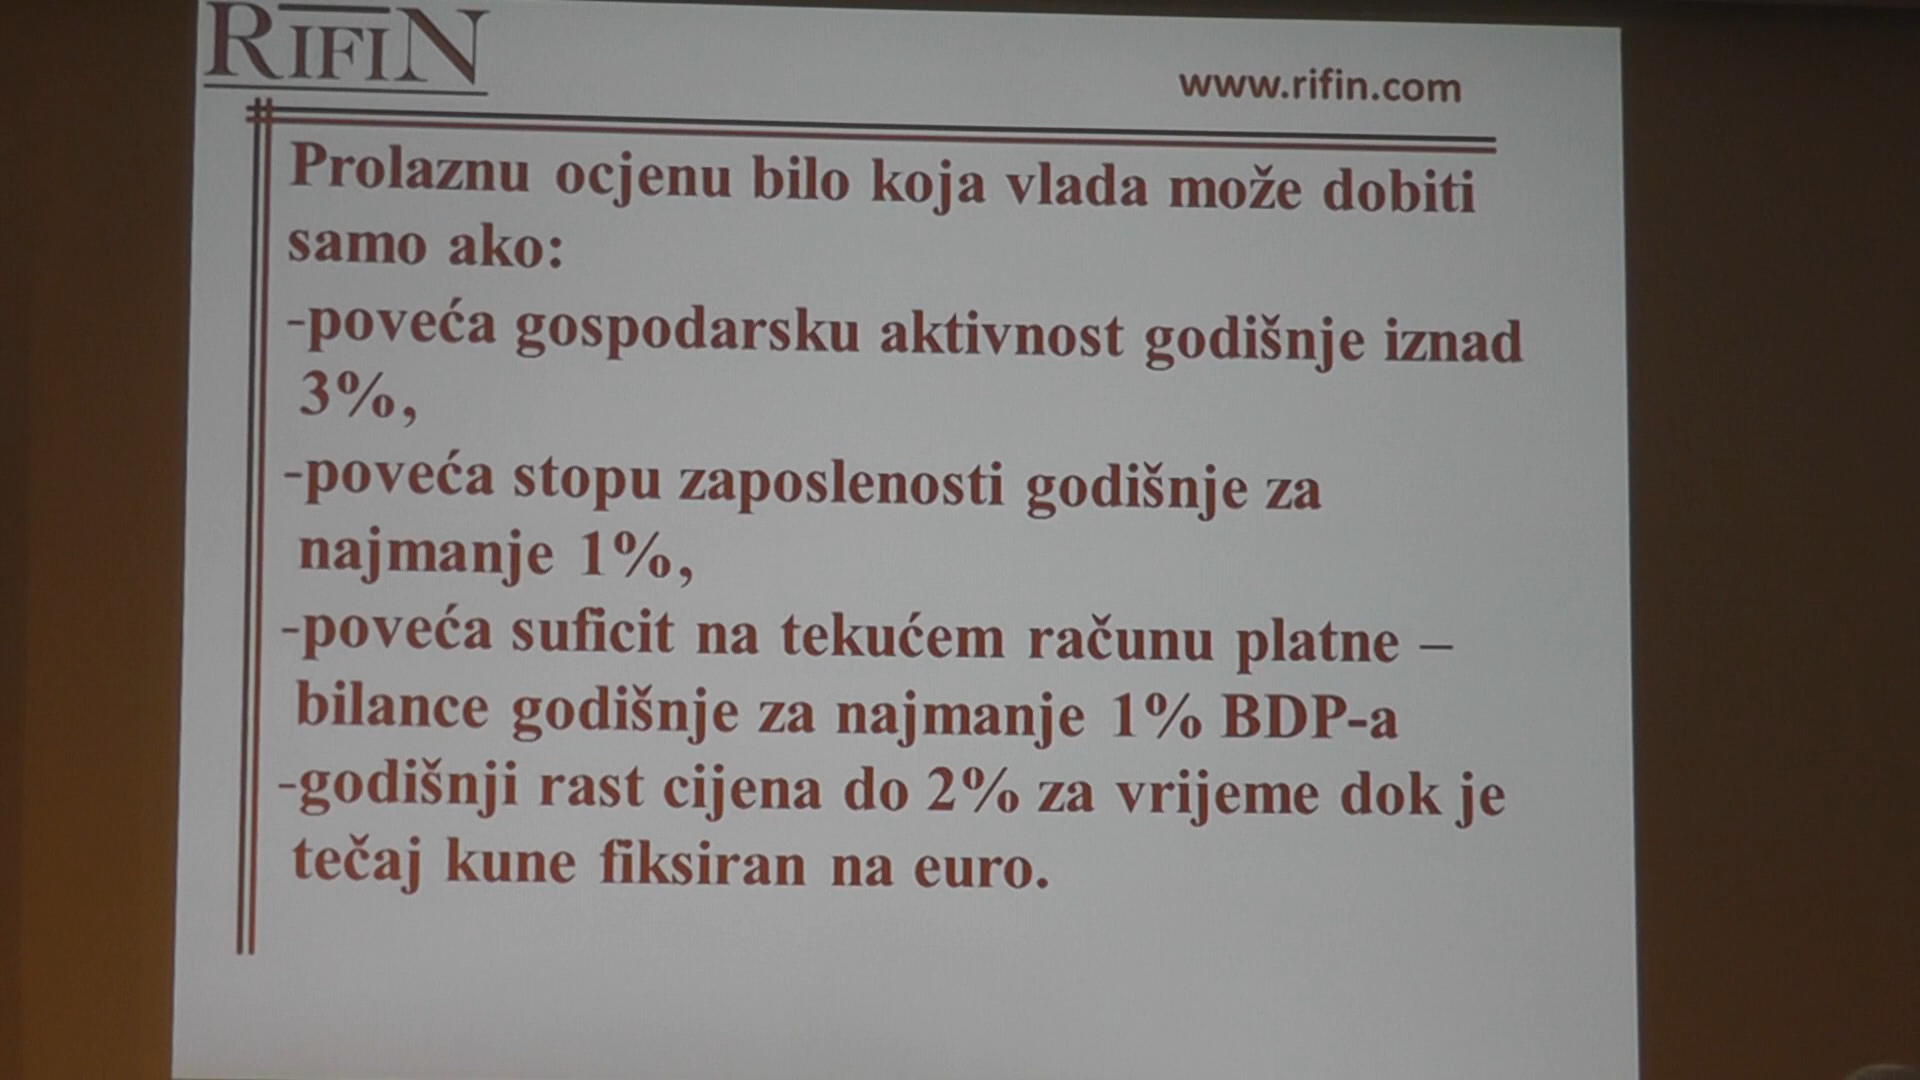 RIFIN
www.rifin.com
Prolaznu ocjenu bilo koja vlada može dobiti
samo ako:
-poveća gospodarsku aktivnost godišnje iznad
3%,
-poveća stopu zaposlenosti godišnje za
najmanje 1%,
-poveća suficit na tekućem računu platne –
bilance godišnje za najmanje 1% BDP-a
-godišnji rast cijena do 2% za vrijeme dok je
tečaj kune fiksiran na euro.